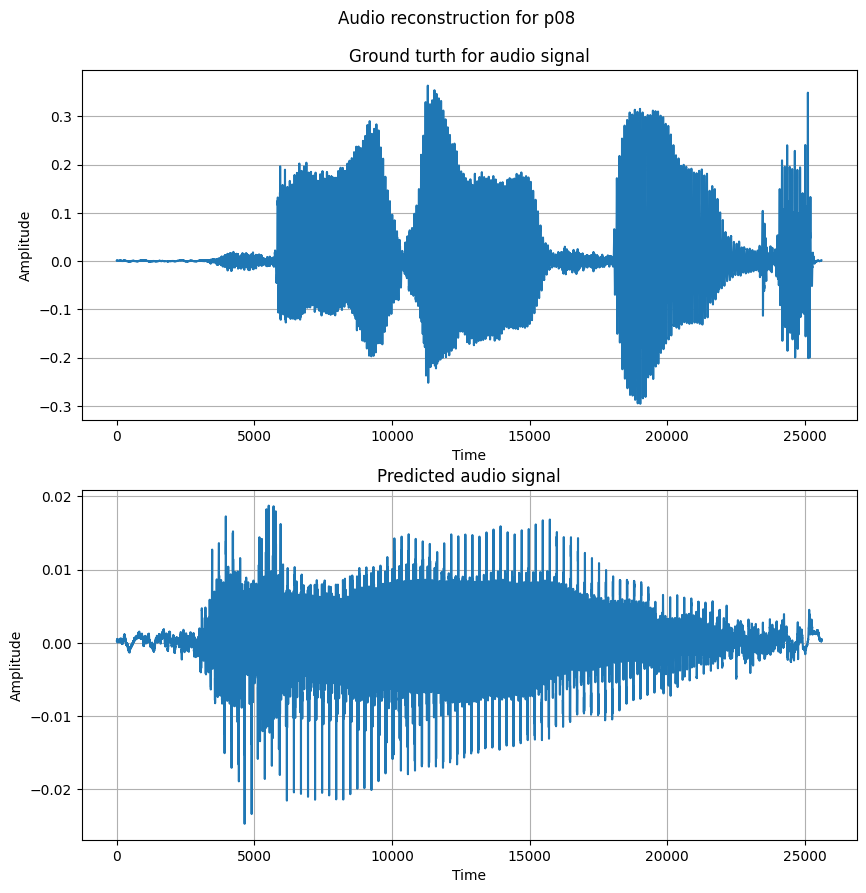 Audio reconstruction for p08
Ground turth for audio signal
0.3
0.2
0.1
0.0
−0.1
−0.2
−0.3
Amplitude
0 5000 10000 15000 20000 25000
Time
Predicted audio signal
0.02
0.01
0.00
−0.01
−0.02
Amplitude
0 5000 10000 15000 20000 25000
Time